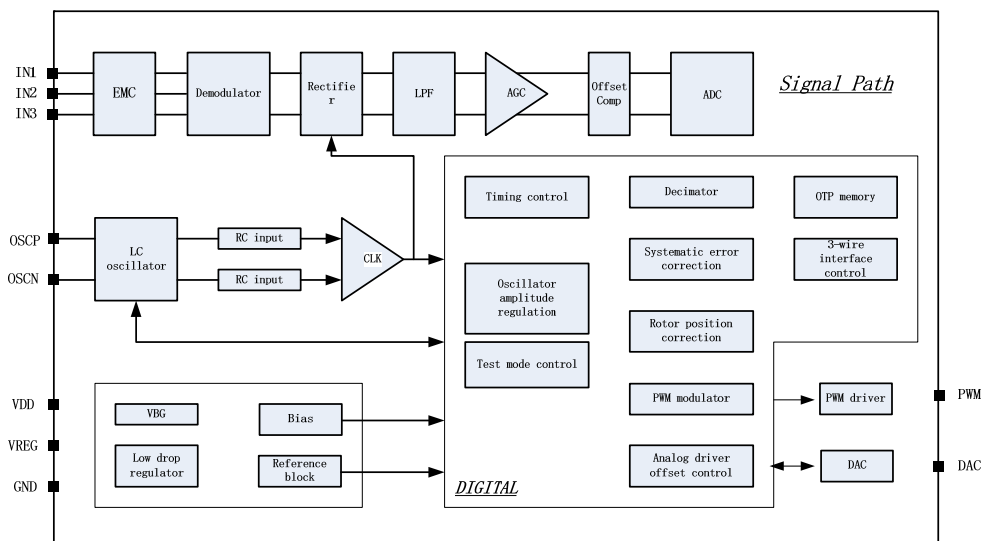 IN1
IN2
IN3
EMC
Demodulator
Rectifie
r
LPF
AGC
Offset
Comp
ADC
Signal Path
OSCP
OSCN
LC
oscillator
RC input
RC input
CLK
Timing control
Decimator
OTP memory
Systematic error
correction
3-wire
interface
control
Oscillator
amplitude
regulation
Rotor position
correction
Test mode control
VDD
VREG
GND
VBG
Bias
Low drop
regulator
Reference
block
PWM modulator
PWM driver
PWM
Analog driver
offset control
DAC
DAC
DIGITAL